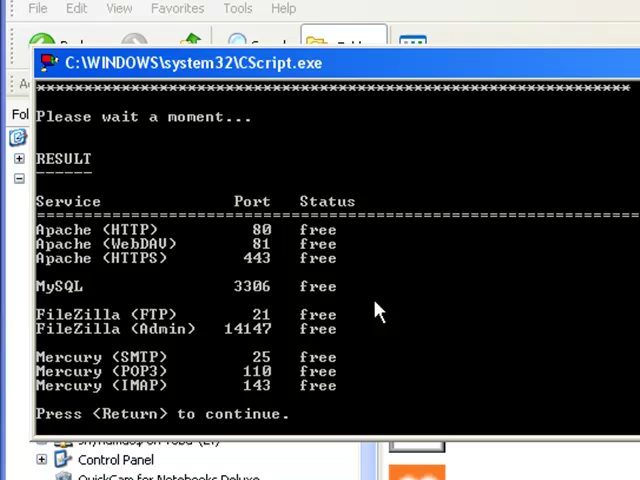 File Edit View Favorites Tools Help
C:\WINDOWS\system32\CScript.exe
Please wait a moment...
RESULT
Service Port Status
Apache (HTTP) 80 free
Apache (WebDAV) 81 free
Apache (HTTPS) 443 free
MySQL 3306 free
FileZilla (FTP) 21 free
FileZilla (Admin) 14147 free
Mercury (SMTP) 25 free
Mercury (POP3) 110 free
Mercury (IMAP) 143 free
Press <Return> to continue.
Control Panel
QuickCam for Notebooks Deluxe